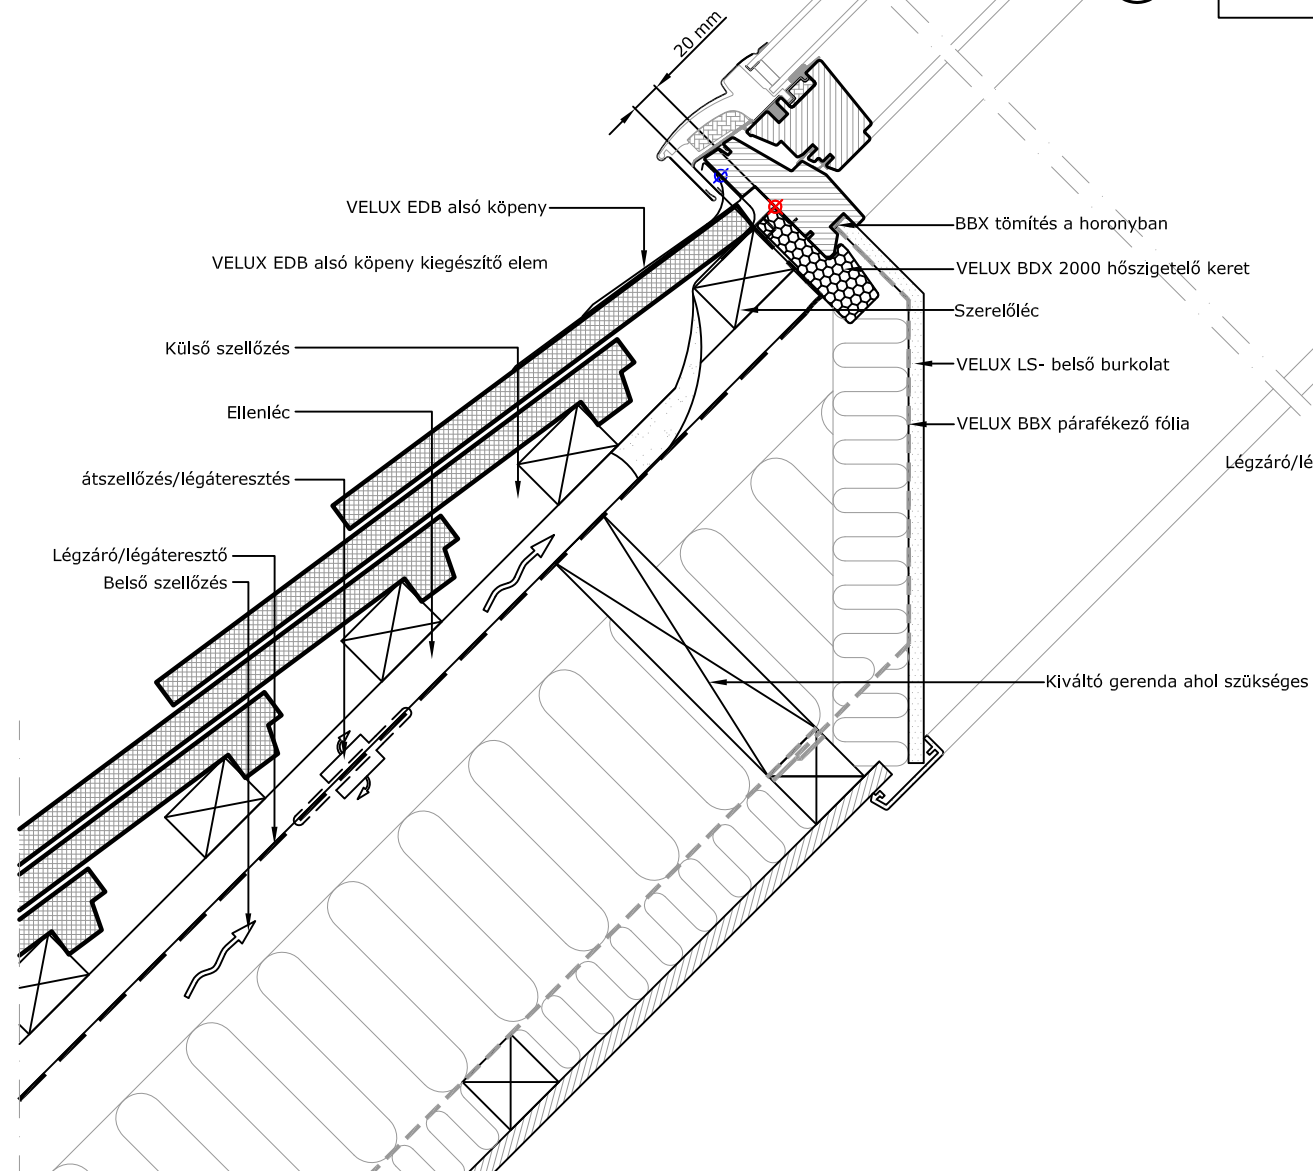 20 mm
VELUX EDB alsó köpeny
BBX tömítés a horonyban
VELUX EDB alsó köpeny kiegészítő elem
VELUX BDX 2000 hőszigetelő keret
Szerelőléc
Külső szellőzés
VELUX LS- belső burkolat
Ellenléc
VELUX BBX párafékező fólia
Légzáró/lé
átszellőzés/légáteresztés
Légzáró/légáteresztő
Belső szellőzés
Kiváltó gerenda ahol szükséges